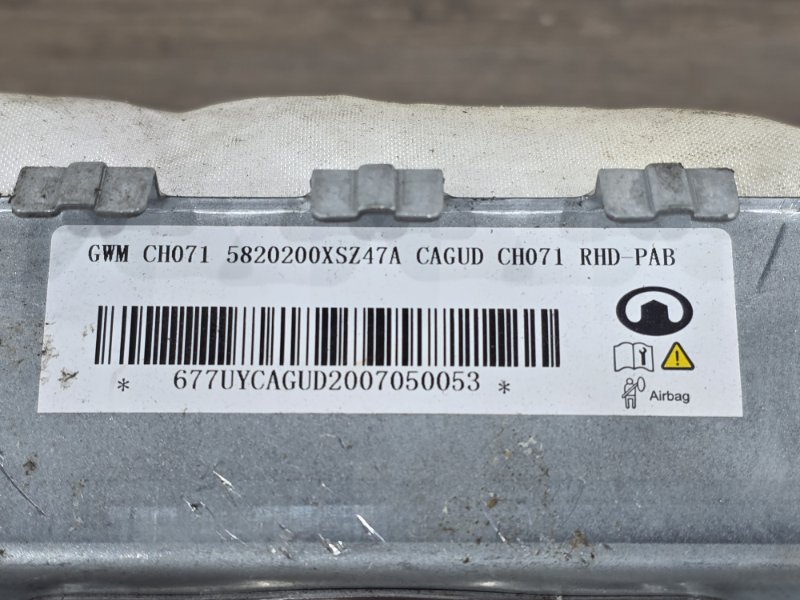 GWM CH071 5820200XSZ47A CAGUD CH071 RHD-PAB
* 677UYCAGUD2007050053 *
Airbag